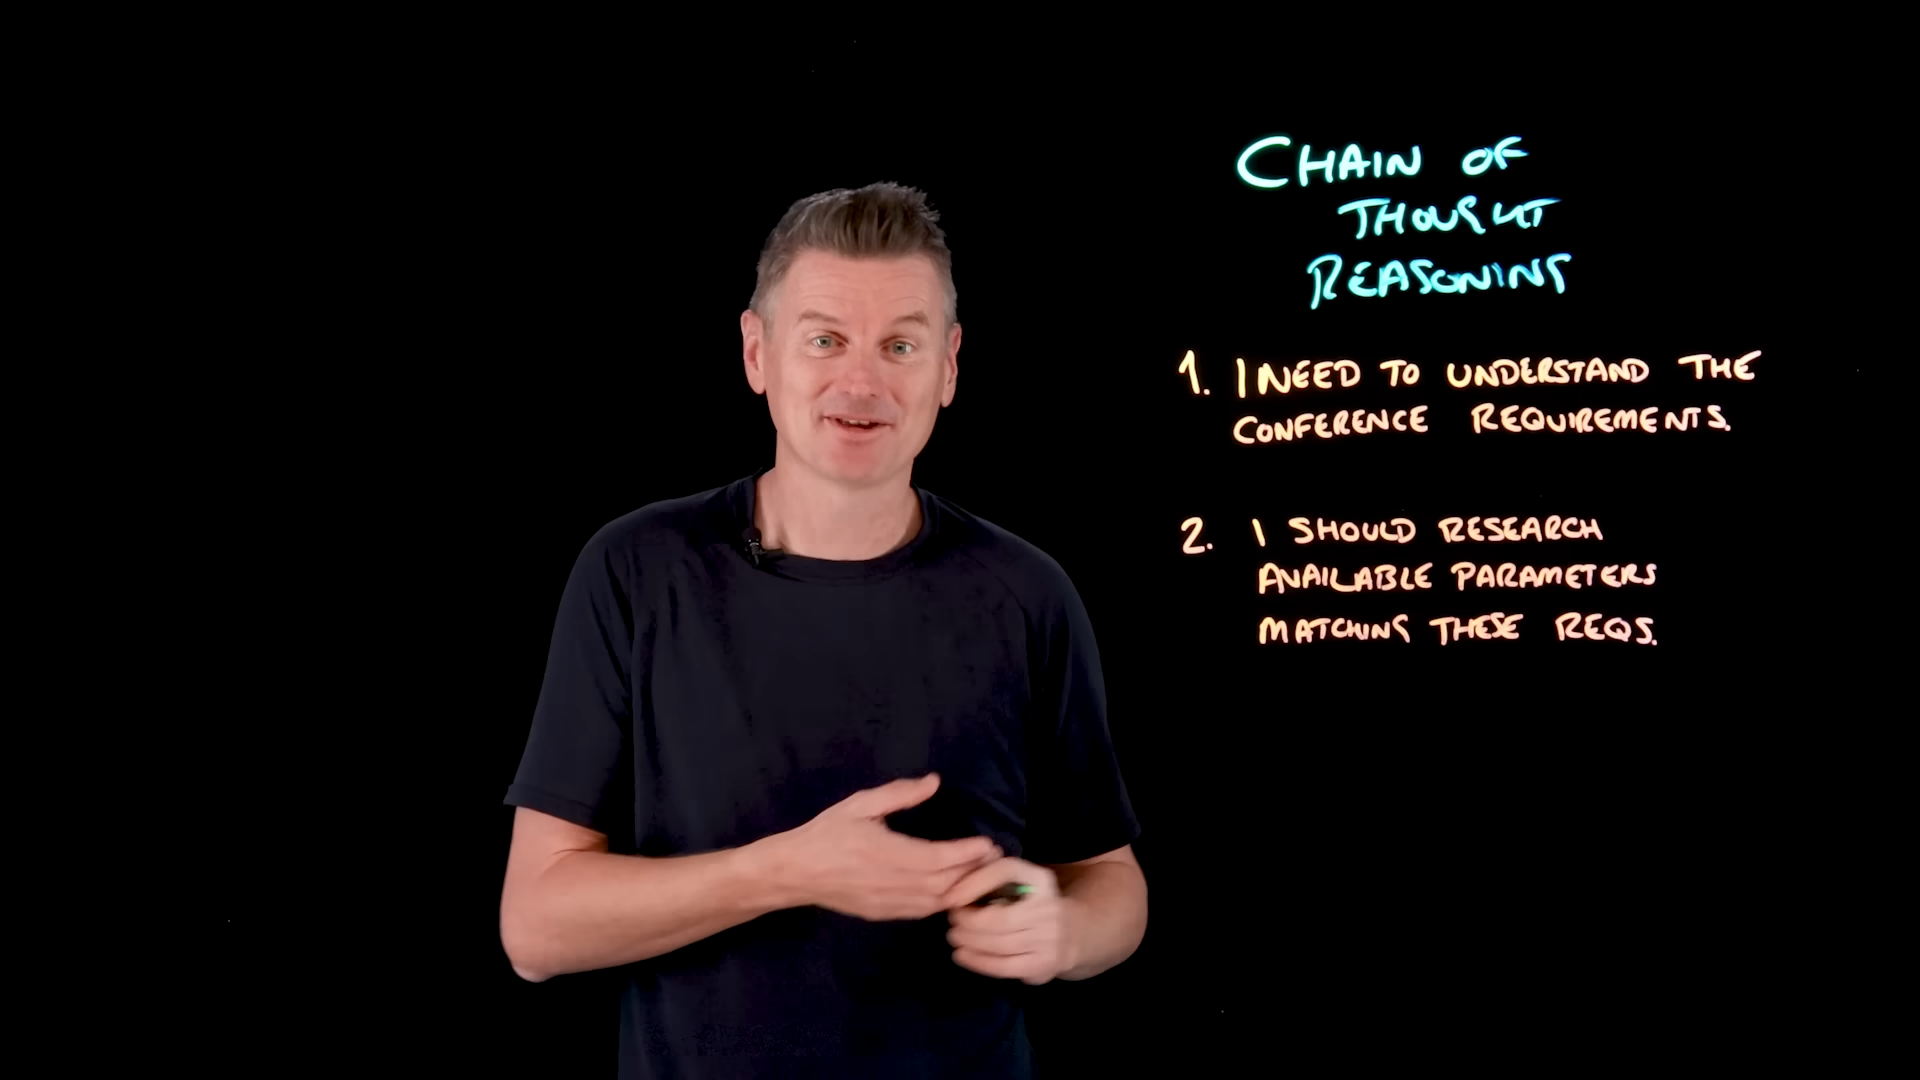 CHAIN OF
THOUGHT
REASONING
1. I NEED TO UNDERSTAND THE
CONFERENCE REQUIREMENTS.
2. I SHOULD RESEARCH
AVAILABLE PARAMETERS
MATCHING THESE REQS.